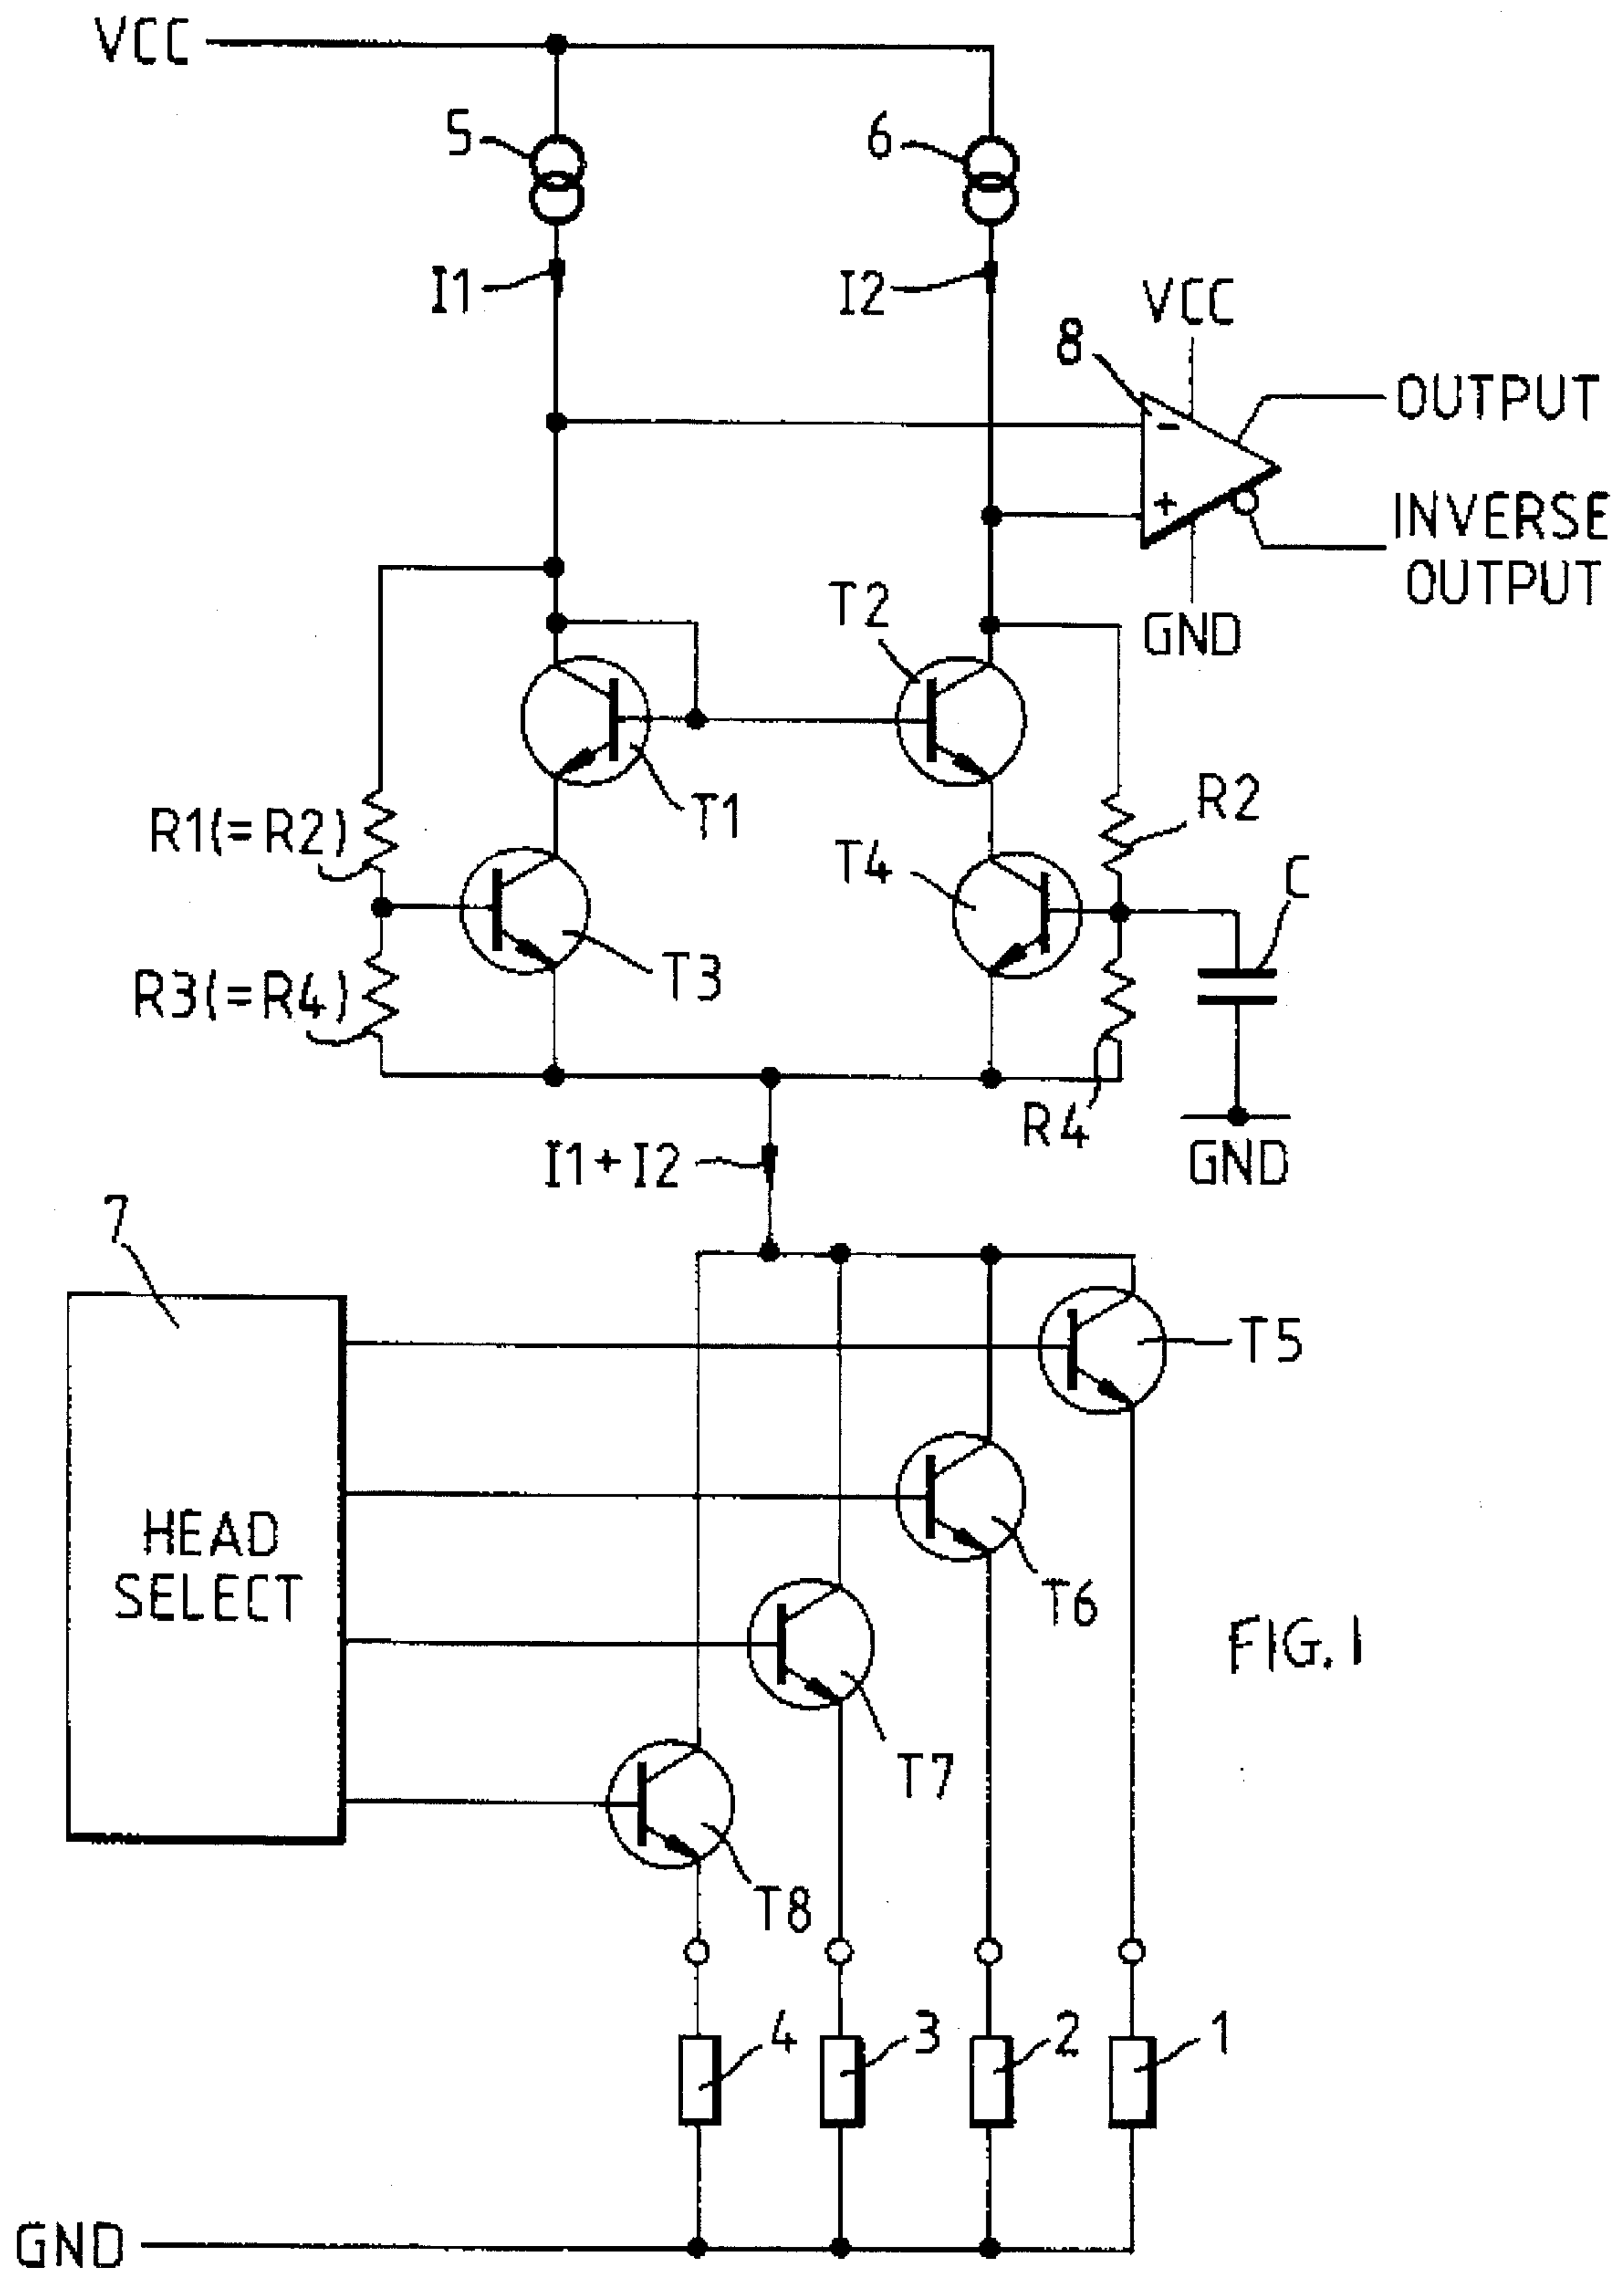 VCC
5
6
I1
I2
VCC
8
OUTPUT
-
+
INVERSE
OUTPUT
GND
T2
R1(=R2)
T1
R2
T4
C
R3(=R4)
T3
R4
GND
I1+I2
7
T5
HEAD
SELECT
T6
FIG. 1
T7
T8
4
3
2
1
GND